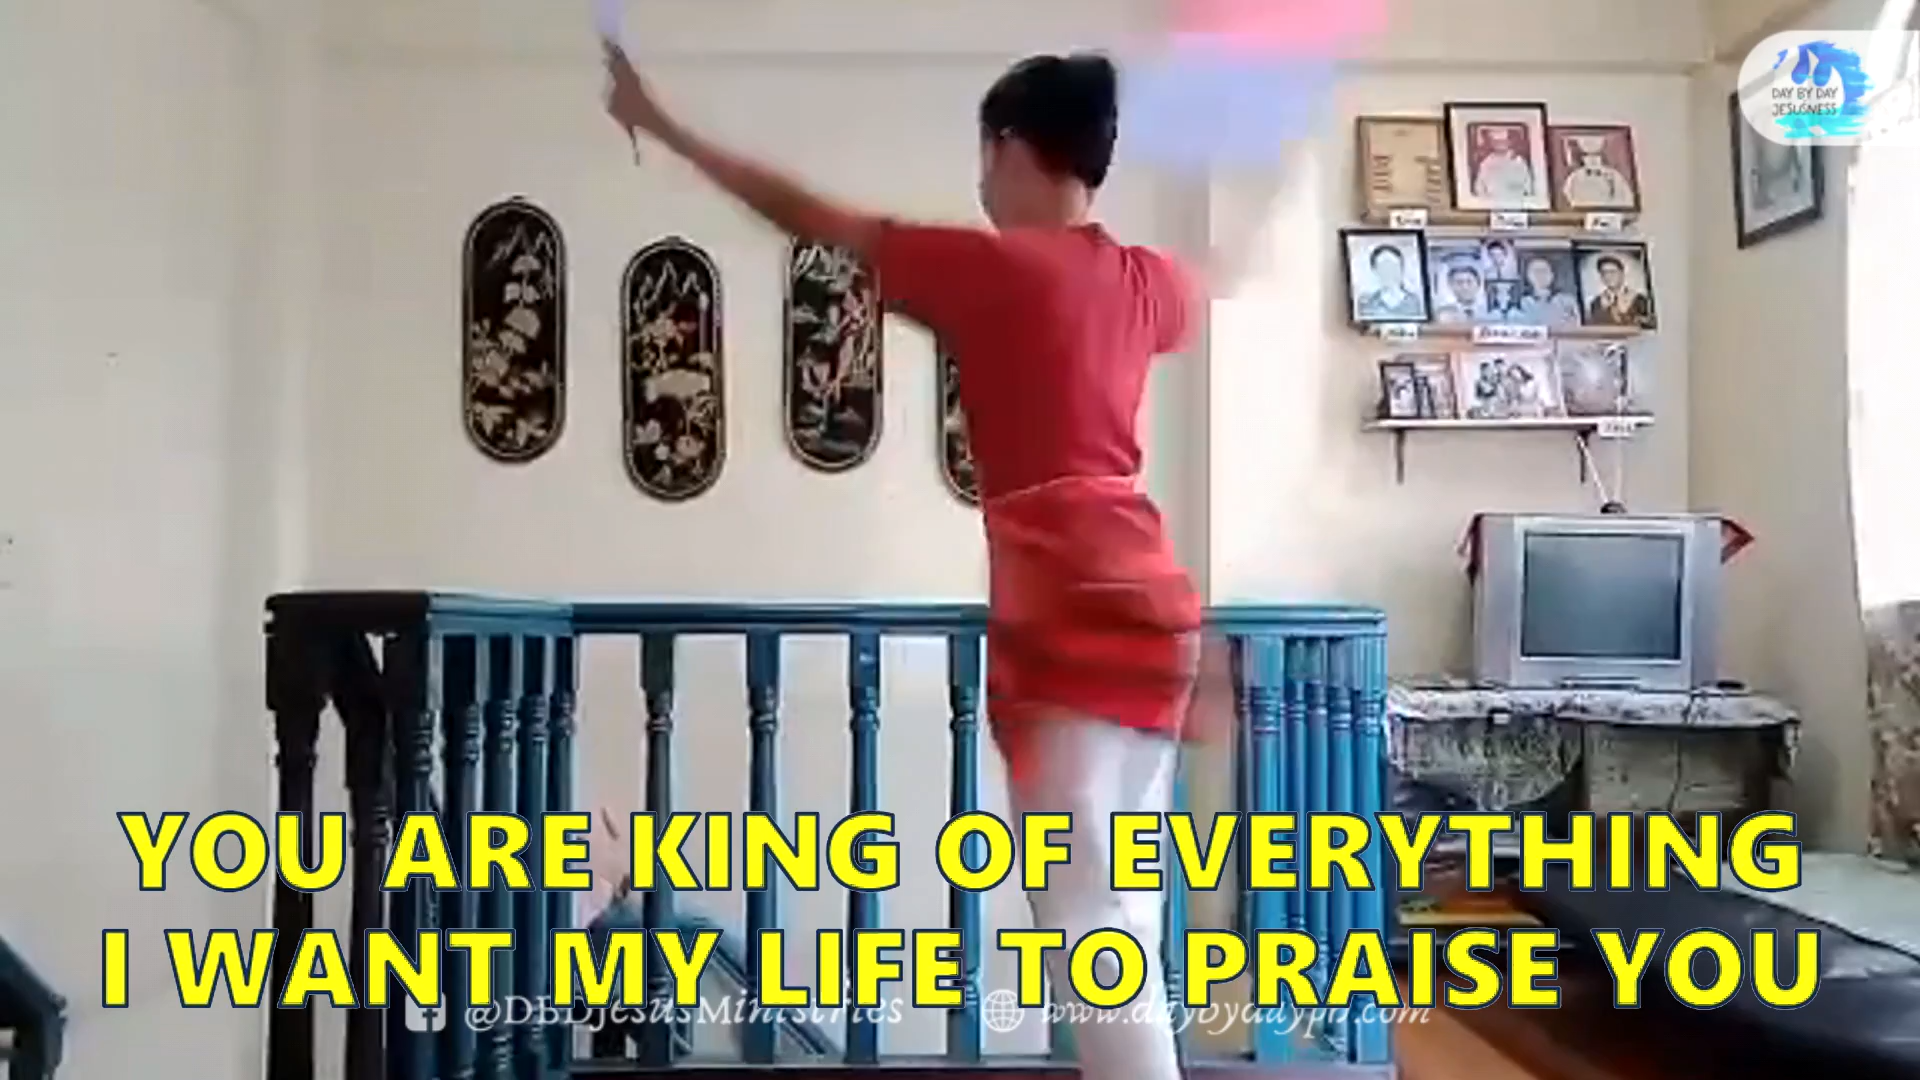 DAY BY DAY
JESUSNESS
YOU ARE KING OF EVERYTHING
I WANT MY LIFE TO PRAISE YOU
@DBDJesusMinistries www.daybydayph.com